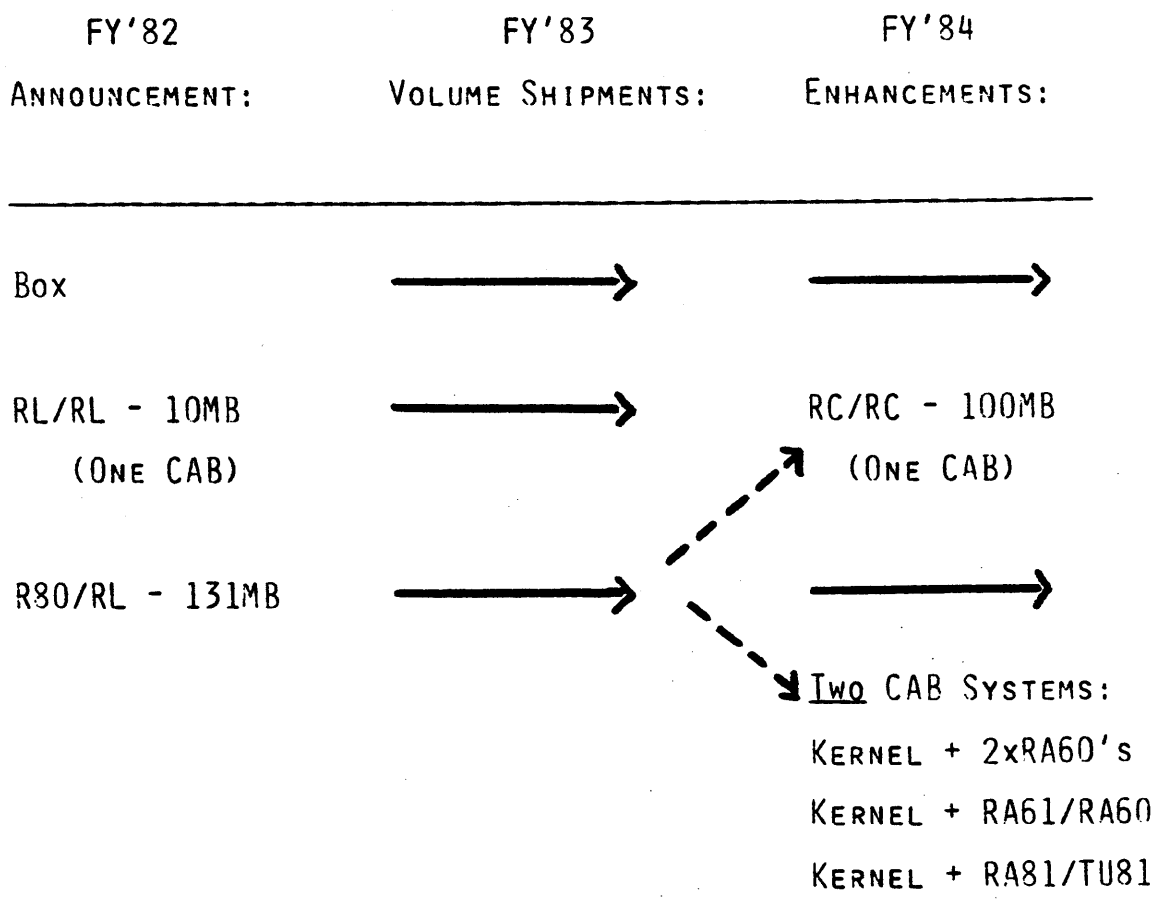 FY'82 FY'83 FY'84
ANNOUNCEMENT: VOLUME SHIPMENTS: ENHANCEMENTS:
BOX
RL/RL - 10MB RC/RC - 100MB
(ONE CAB) (ONE CAB)
R80/RL - 131MB
TWO CAB SYSTEMS:
KERNEL + 2xRA60's
KERNEL + RA61/RA60
KERNEL + RA81/TU81